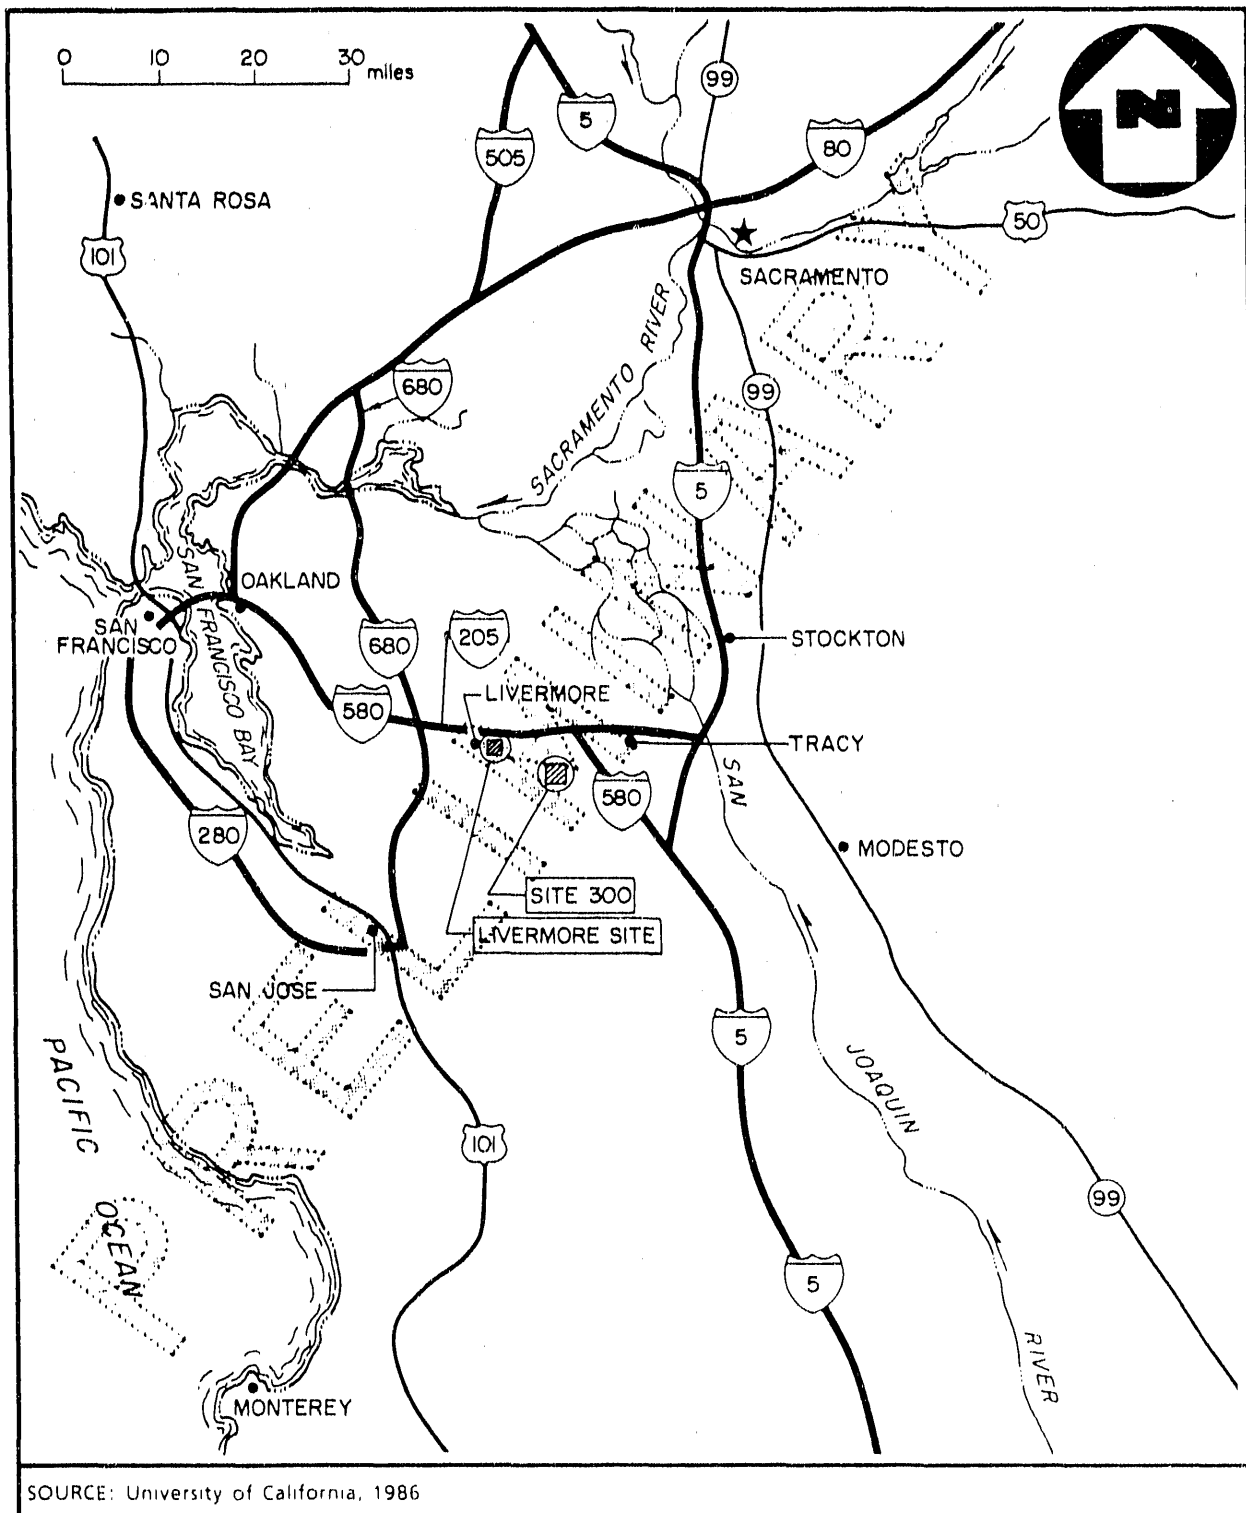 0 10 20 30 miles
N
99
5
505
80
SANTA ROSA
50
101
SACRAMENTO
680
99
SACRAMENTO RIVER
5
SAN FRANCISCO BAY
OAKLAND
SAN
FRANCISCO
205
680
STOCKTON
LIVERMORE
580
TRACY
SAN JOAQUIN RIVER
580
280
MODESTO
SITE 300
LIVERMORE SITE
SAN JOSE
5
PACIFIC
OCEAN
101
99
5
MONTEREY
PRELIMINARY
SOURCE: University of California, 1986